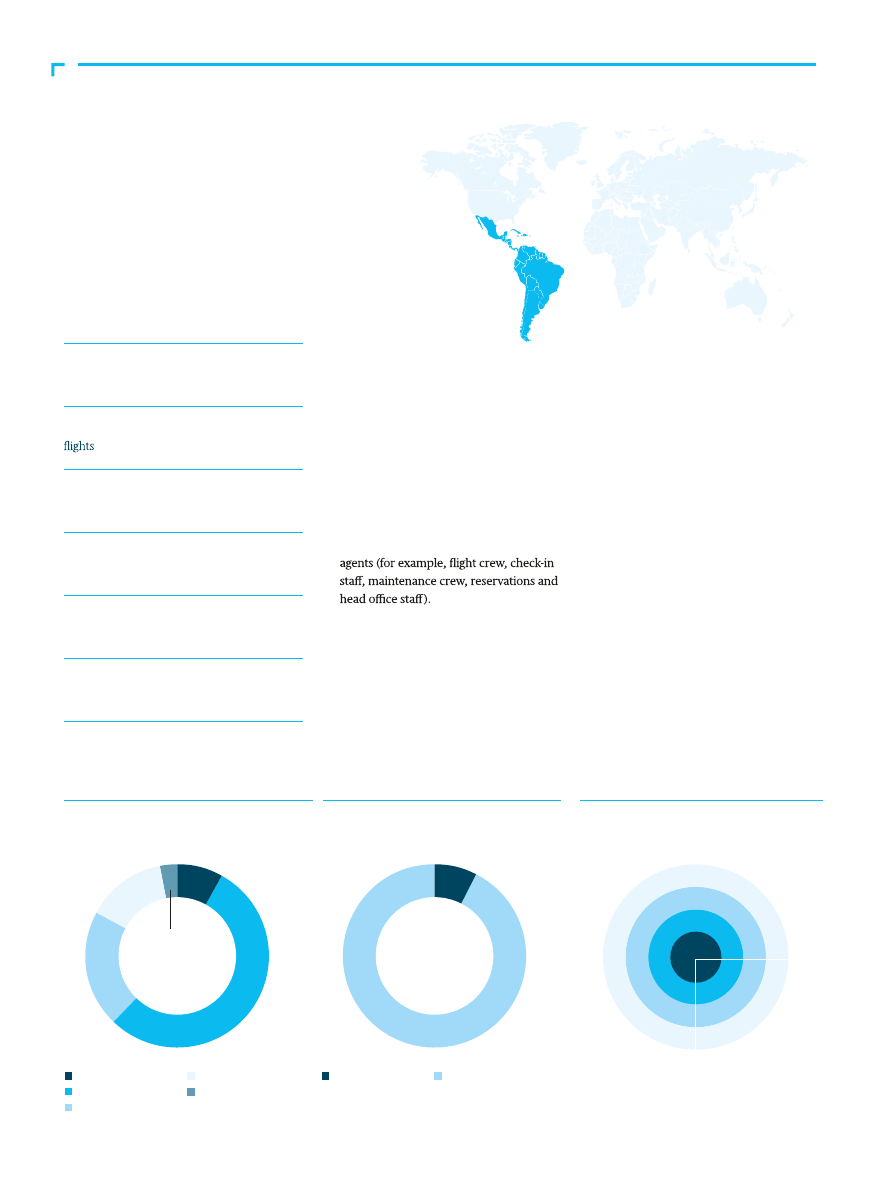 flights
agents (for example, flight crew, check-in
staff, maintenance crew, reservations and
head office staff).